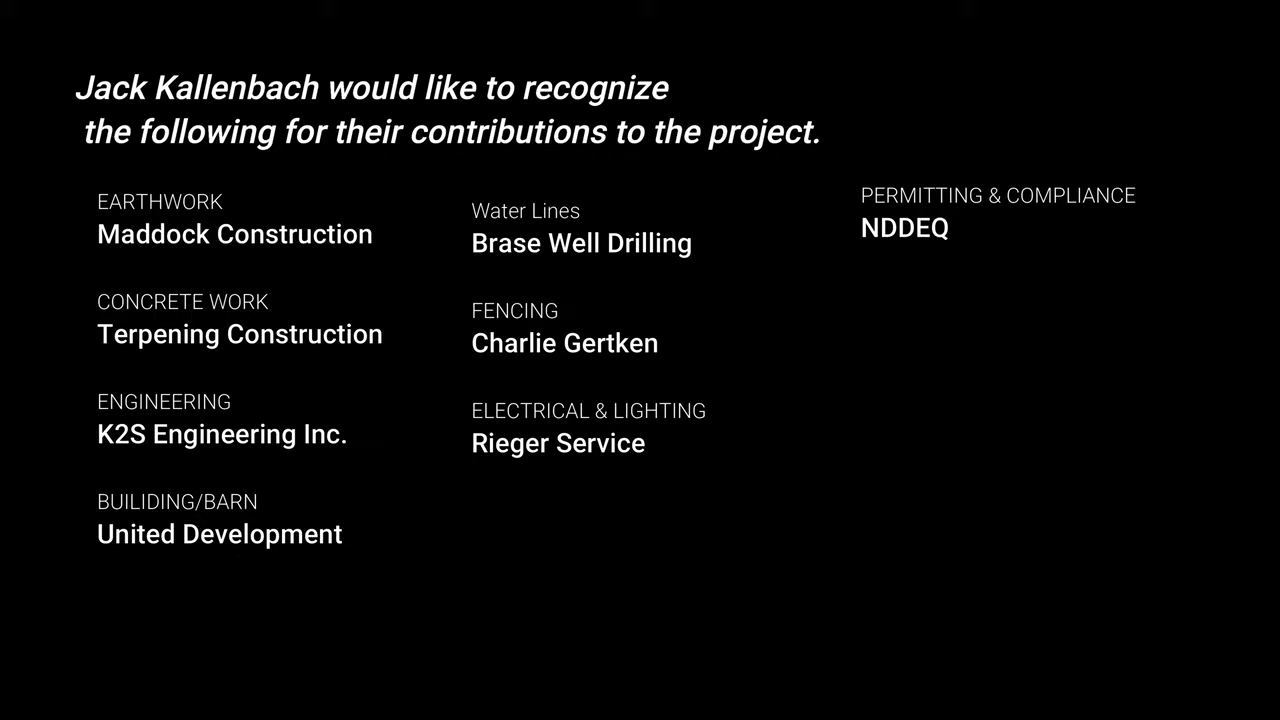 Jack Kallenbach would like to recognize
the following for their contributions to the project.
EARTHWORK
Maddock Construction
CONCRETE WORK
Terpening Construction
ENGINEERING
K2S Engineering Inc.
BUILIDING/BARN
United Development
Water Lines
Brase Well Drilling
FENCING
Charlie Gertken
ELECTRICAL & LIGHTING
Rieger Service
PERMITTING & COMPLIANCE
NDDEQ